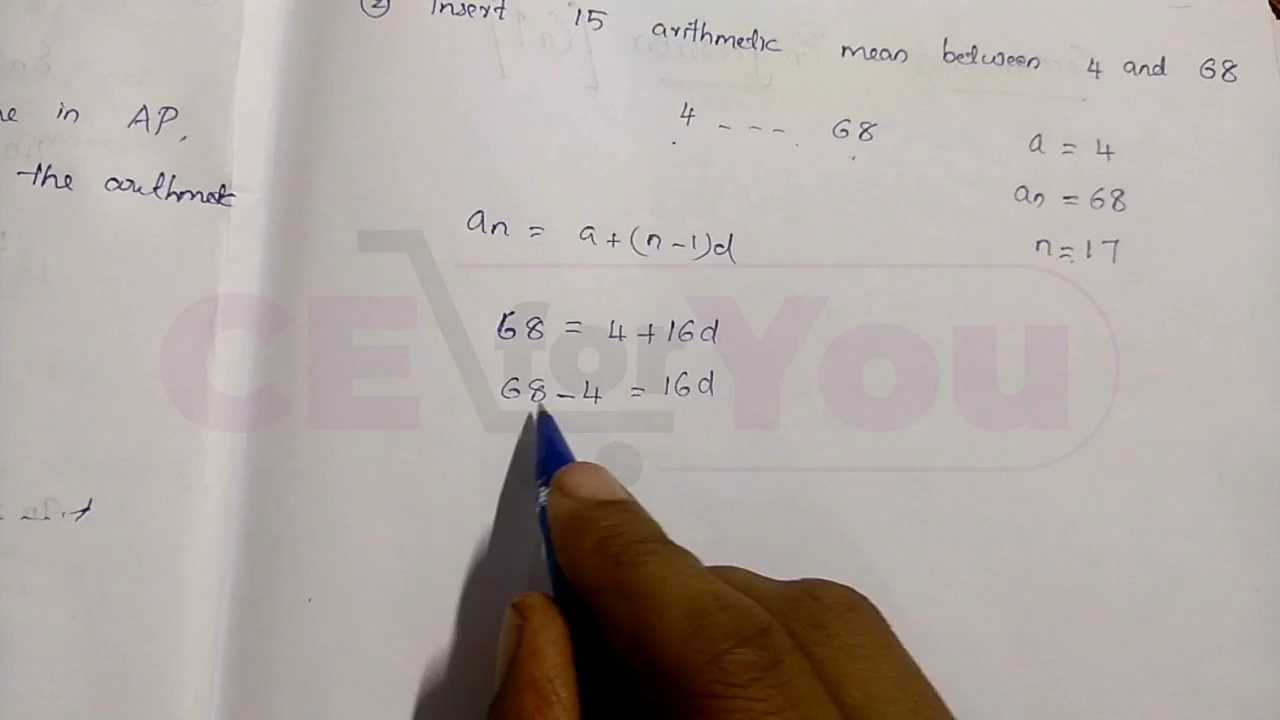 ② Insert 15 arithmetic mean between 4 and 68
in AP,
the arithmet
4 - - - 68
a = 4
an = 68
n = 17
an = a+(n-1)d
68 = 4+16d
68-4 = 16d
CE for You